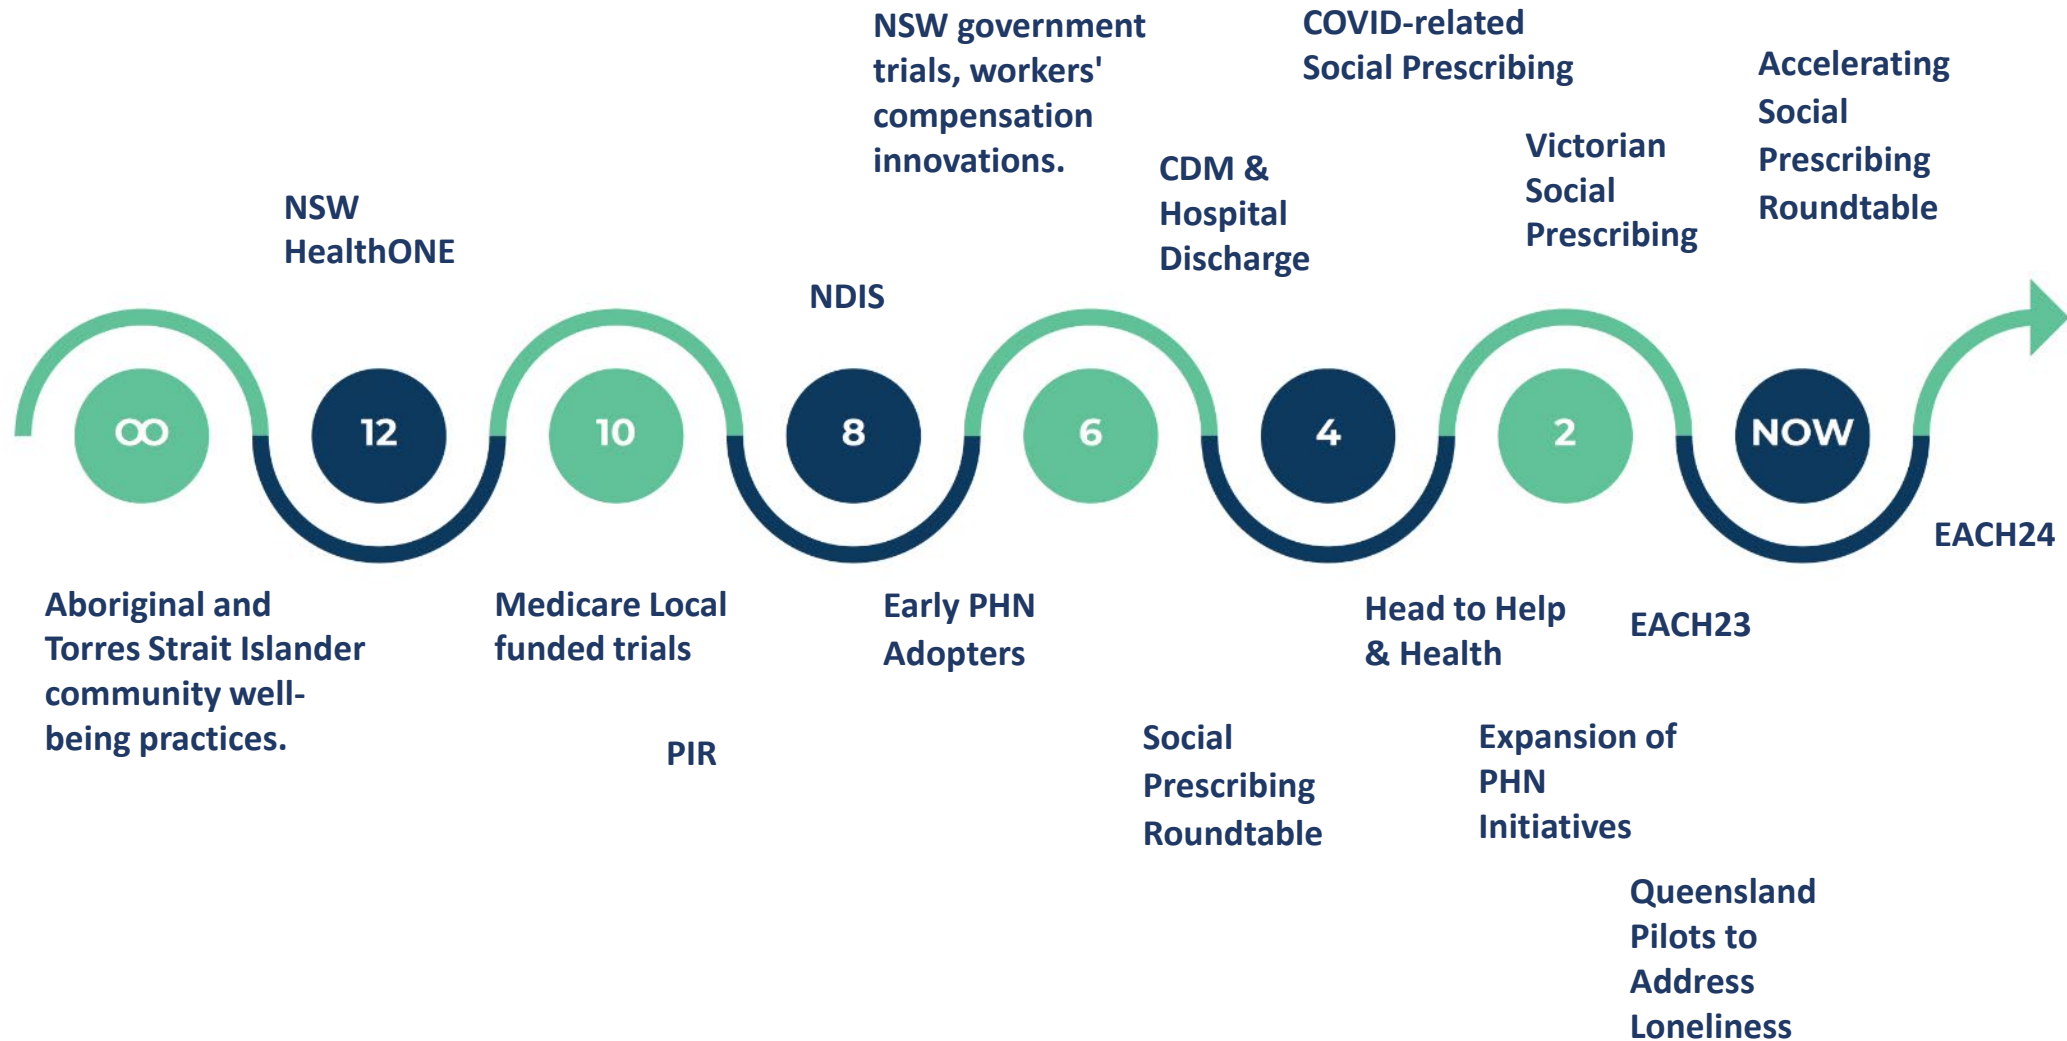 NSW government
trials, workers'
compensation
innovations.
COVID-related
Social Prescribing
Accelerating
Social
Prescribing
Roundtable
Victorian
Social
Prescribing
CDM &
Hospital
Discharge
NSW
HealthONE
NDIS
∞
12
10
8
6
4
2
NOW
EACH24
Aboriginal and
Torres Strait Islander
community well-
being practices.
Medicare Local
funded trials
PIR
Early PHN
Adopters
Head to Help
& Health
EACH23
Social
Prescribing
Roundtable
Expansion of
PHN
Initiatives
Queensland
Pilots to
Address
Loneliness